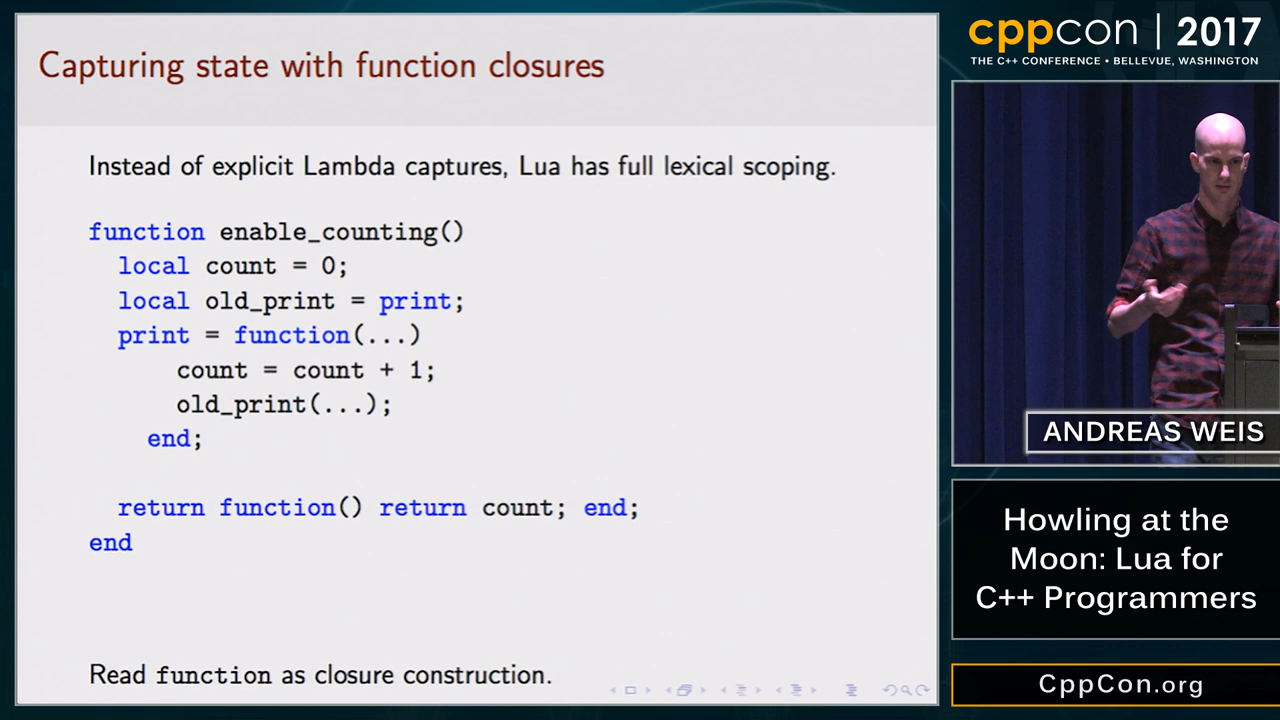 Capturing state with function closures
Instead of explicit Lambda captures, Lua has full lexical scoping.
function enable_counting()
  local count = 0;
  local old_print = print;
  print = function(...)
      count = count + 1;
      old_print(...);
    end;
  return function() return count; end;
end
Read function as closure construction.
cppcon | 2017
THE C++ CONFERENCE • BELLEVUE, WASHINGTON
ANDREAS WEIS
Howling at the
Moon: Lua for
C++ Programmers
CppCon.org